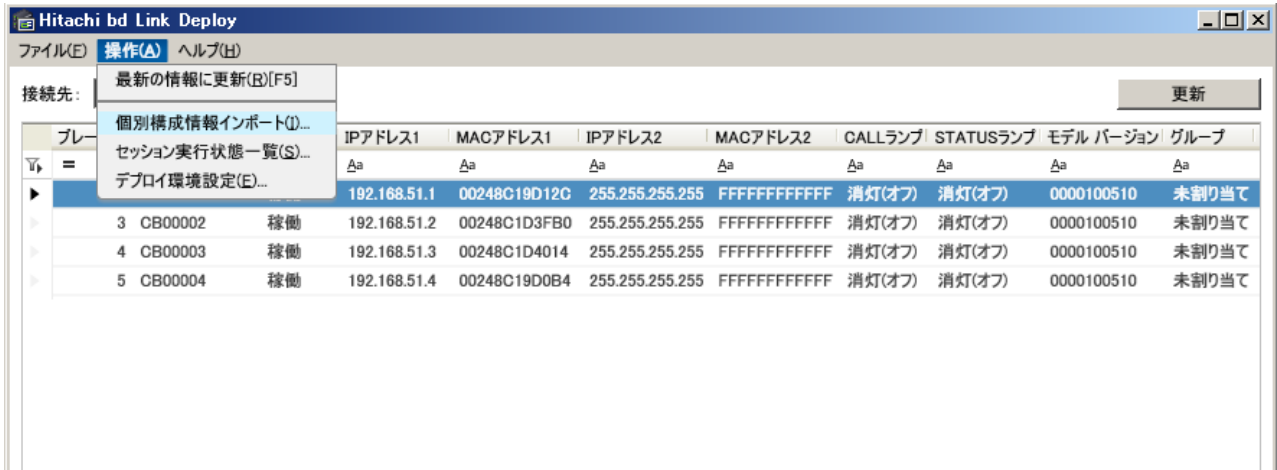 Hitachi bd Link Deploy
ファイル(F) 操作(A) ヘルプ(H)
最新の情報に更新(R)[F5]
接続先: 更新
個別構成情報インポート(I)...
ブレー IPアドレス1 MACアドレス1 IPアドレス2 MACアドレス2 CALLランプ STATUSランプ モデル バージョン グループ
セッション実行状態一覧(S)...
= Aa Aa Aa Aa Aa Aa Aa Aa
デプロイ環境設定(E)...
192.168.51.1 00248C19D12C 255.255.255.255 FFFFFFFFFFFF 消灯(オフ) 消灯(オフ) 0000100510 未割り当て
3 CB00002 稼働 192.168.51.2 00248C1D3FB0 255.255.255.255 FFFFFFFFFFFF 消灯(オフ) 消灯(オフ) 0000100510 未割り当て
4 CB00003 稼働 192.168.51.3 00248C1D4014 255.255.255.255 FFFFFFFFFFFF 消灯(オフ) 消灯(オフ) 0000100510 未割り当て
5 CB00004 稼働 192.168.51.4 00248C19D0B4 255.255.255.255 FFFFFFFFFFFF 消灯(オフ) 消灯(オフ) 0000100510 未割り当て